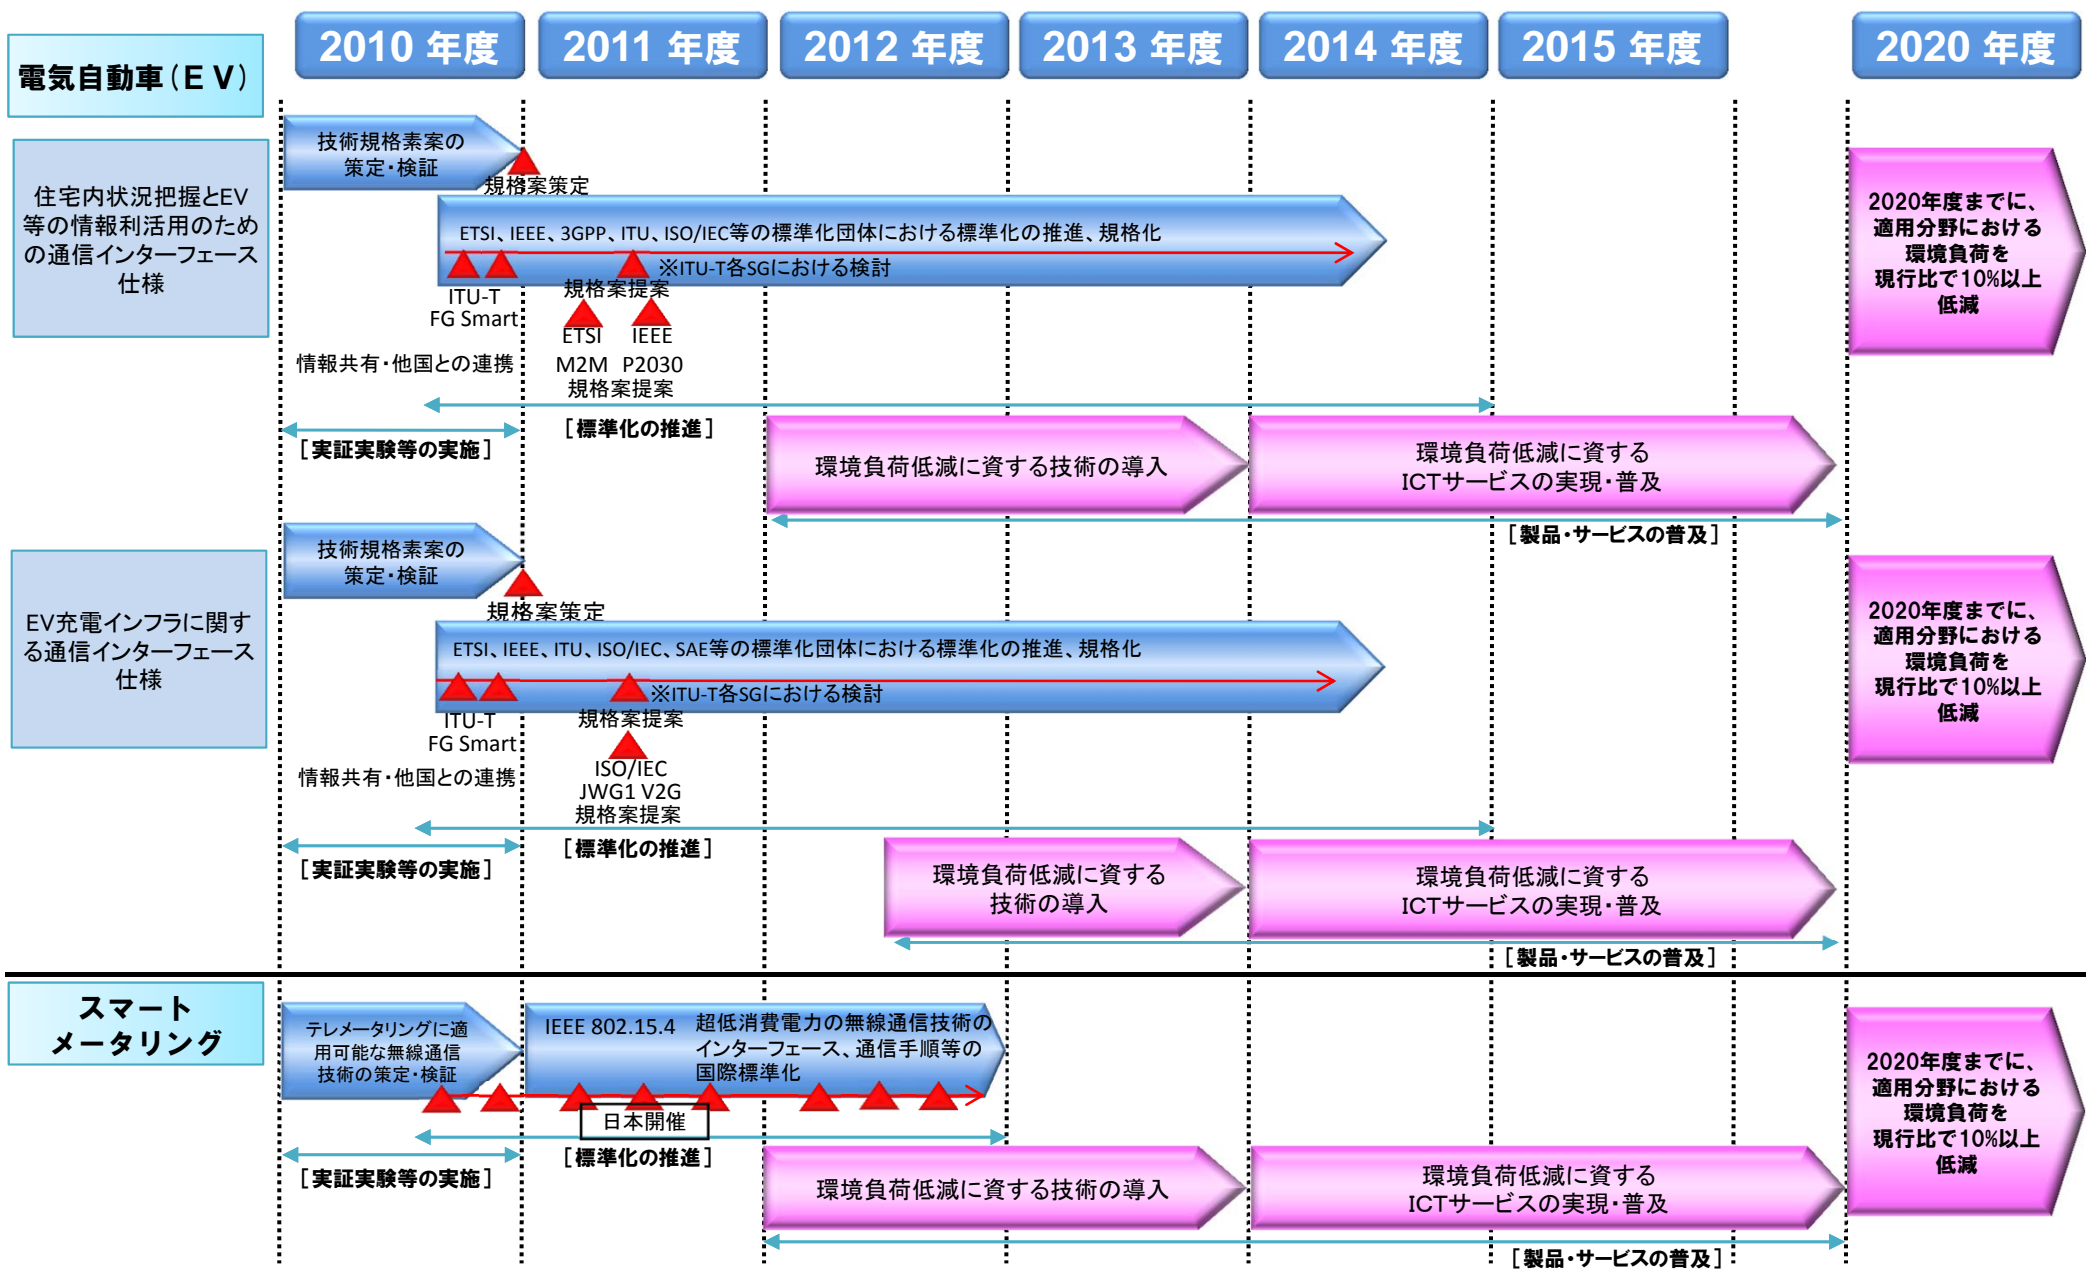 2010 年度
2011 年度
2012 年度
2013 年度
2014 年度
2015 年度
2020 年度
電気自動車(ＥＶ)
住宅内状況把握とEV
等の情報利活用のため
の通信インターフェース
仕様
技術規格素案の
策定・検証
規格案策定
ETSI、IEEE、3GPP、ITU、ISO/IEC等の標準化団体における標準化の推進、規格化
※ITU-T各SGにおける検討
ITU-T
FG Smart
規格案提案
ETSI
IEEE
M2M
P2030
規格案提案
情報共有・他国との連携
［標準化の推進］
［実証実験等の実施］
環境負荷低減に資する技術の導入
環境負荷低減に資する
ICTサービスの実現・普及
［製品・サービスの普及］
2020年度までに、
適用分野における
環境負荷を
現行比で10%以上
低減
EV充電インフラに関す
る通信インターフェース
仕様
技術規格素案の
策定・検証
規格案策定
ETSI、IEEE、ITU、ISO/IEC、SAE等の標準化団体における標準化の推進、規格化
※ITU-T各SGにおける検討
ITU-T
FG Smart
規格案提案
ISO/IEC
JWG1 V2G
規格案提案
情報共有・他国との連携
［標準化の推進］
［実証実験等の実施］
環境負荷低減に資する
技術の導入
環境負荷低減に資する
ICTサービスの実現・普及
［製品・サービスの普及］
2020年度までに、
適用分野における
環境負荷を
現行比で10%以上
低減
スマート
メータリング
テレメータリングに適
用可能な無線通信
技術の策定・検証
IEEE 802.15.4
超低消費電力の無線通信技術の
インターフェース、通信手順等の
国際標準化
日本開催
［標準化の推進］
［実証実験等の実施］
環境負荷低減に資する技術の導入
環境負荷低減に資する
ICTサービスの実現・普及
［製品・サービスの普及］
2020年度までに、
適用分野における
環境負荷を
現行比で10%以上
低減